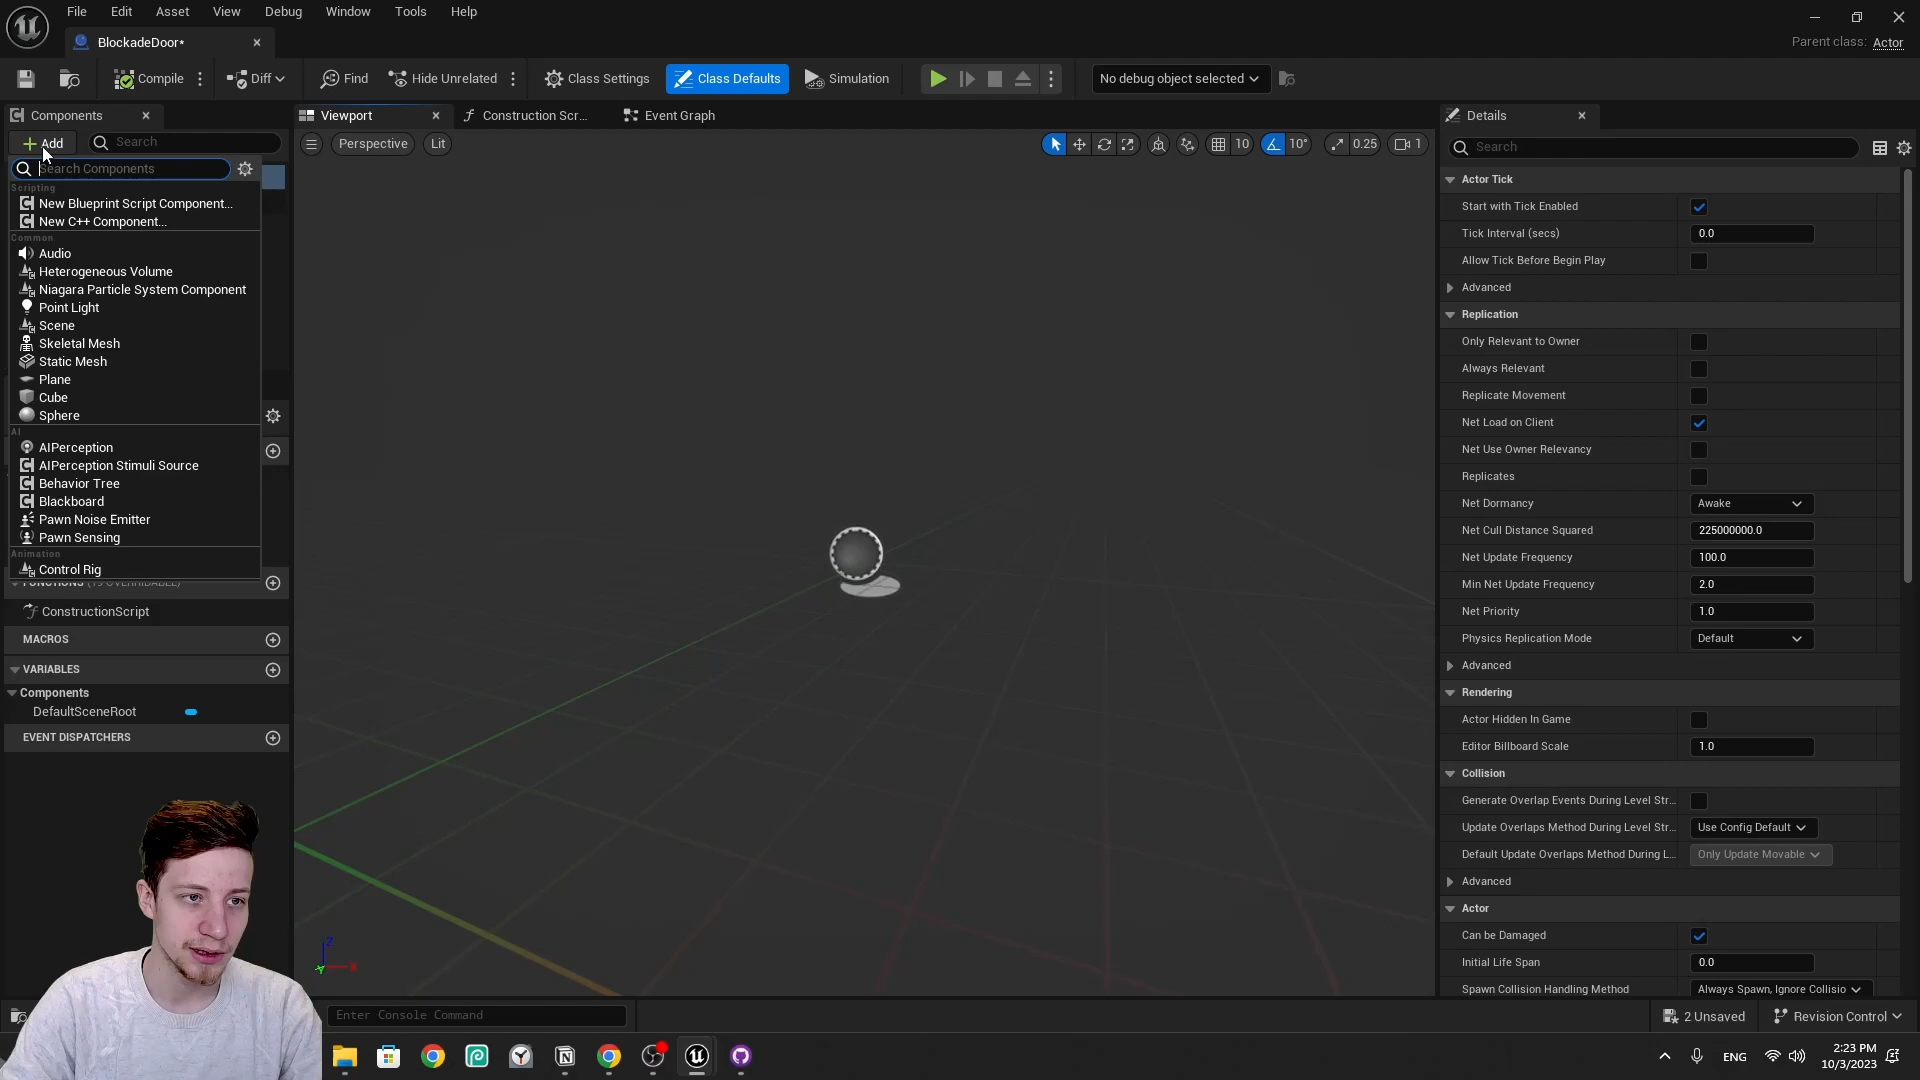 File Edit Asset View Debug Window Tools Help
BlockadeDoor*
Parent class: Actor
Compile Diff Find Hide Unrelated Class Settings Class Defaults Simulation No debug object selected
Components Viewport Construction Scr... Event Graph Details
Add Search Perspective Lit 10 10° 0.25 1 Search
Search Components
Scripting
New Blueprint Script Component...
New C++ Component...
Common
Audio
Heterogeneous Volume
Niagara Particle System Component
Point Light
Scene
Skeletal Mesh
Static Mesh
Plane
Cube
Sphere
AI
AIPerception
AIPerception Stimuli Source
Behavior Tree
Blackboard
Pawn Noise Emitter
Pawn Sensing
Animation
Control Rig
ConstructionScript
MACROS
VARIABLES
Components
DefaultSceneRoot
EVENT DISPATCHERS
Z
X
Y
Actor Tick
Start with Tick Enabled
Tick Interval (secs) 0.0
Allow Tick Before Begin Play
Advanced
Replication
Only Relevant to Owner
Always Relevant
Replicate Movement
Net Load on Client
Net Use Owner Relevancy
Replicates
Net Dormancy Awake
Net Cull Distance Squared 225000000.0
Net Update Frequency 100.0
Min Net Update Frequency 2.0
Net Priority 1.0
Physics Replication Mode Default
Advanced
Rendering
Actor Hidden In Game
Editor Billboard Scale 1.0
Collision
Generate Overlap Events During Level Str...
Update Overlaps Method During Level Str... Use Config Default
Default Update Overlaps Method During L... Only Update Movable
Advanced
Actor
Can be Damaged
Initial Life Span 0.0
Spawn Collision Handling Method Always Spawn, Ignore Collisio
Enter Console Command 2 Unsaved Revision Control
ENG 2:23 PM
10/3/2023